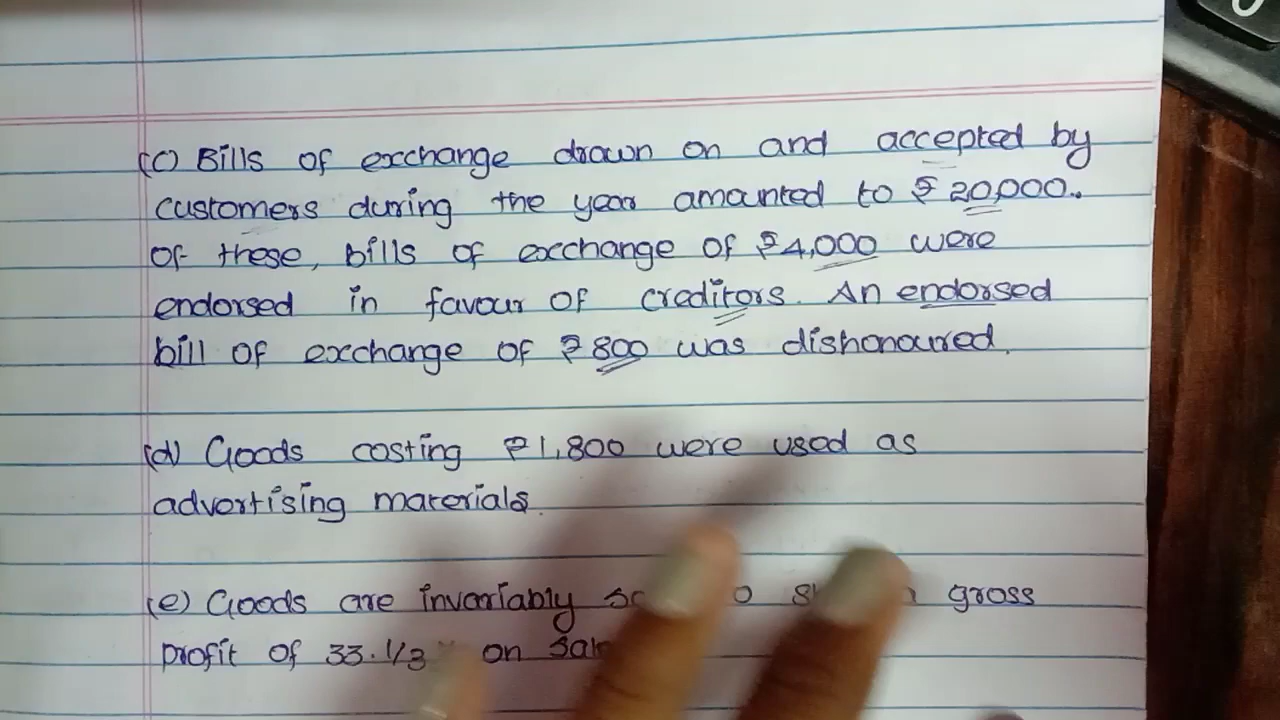 (c) Bills of exchange drawn on and accepted by
customers during the year amounted to ₹ 20,000.
Of these, bills of exchange of ₹4,000 were
endorsed in favour of creditors. An endorsed
bill of exchange of ₹800 was dishonoured.
(d) Goods costing ₹1,800 were used as
advertising materials.
(e) Goods are invariably gross
profit of 33.1/3 on